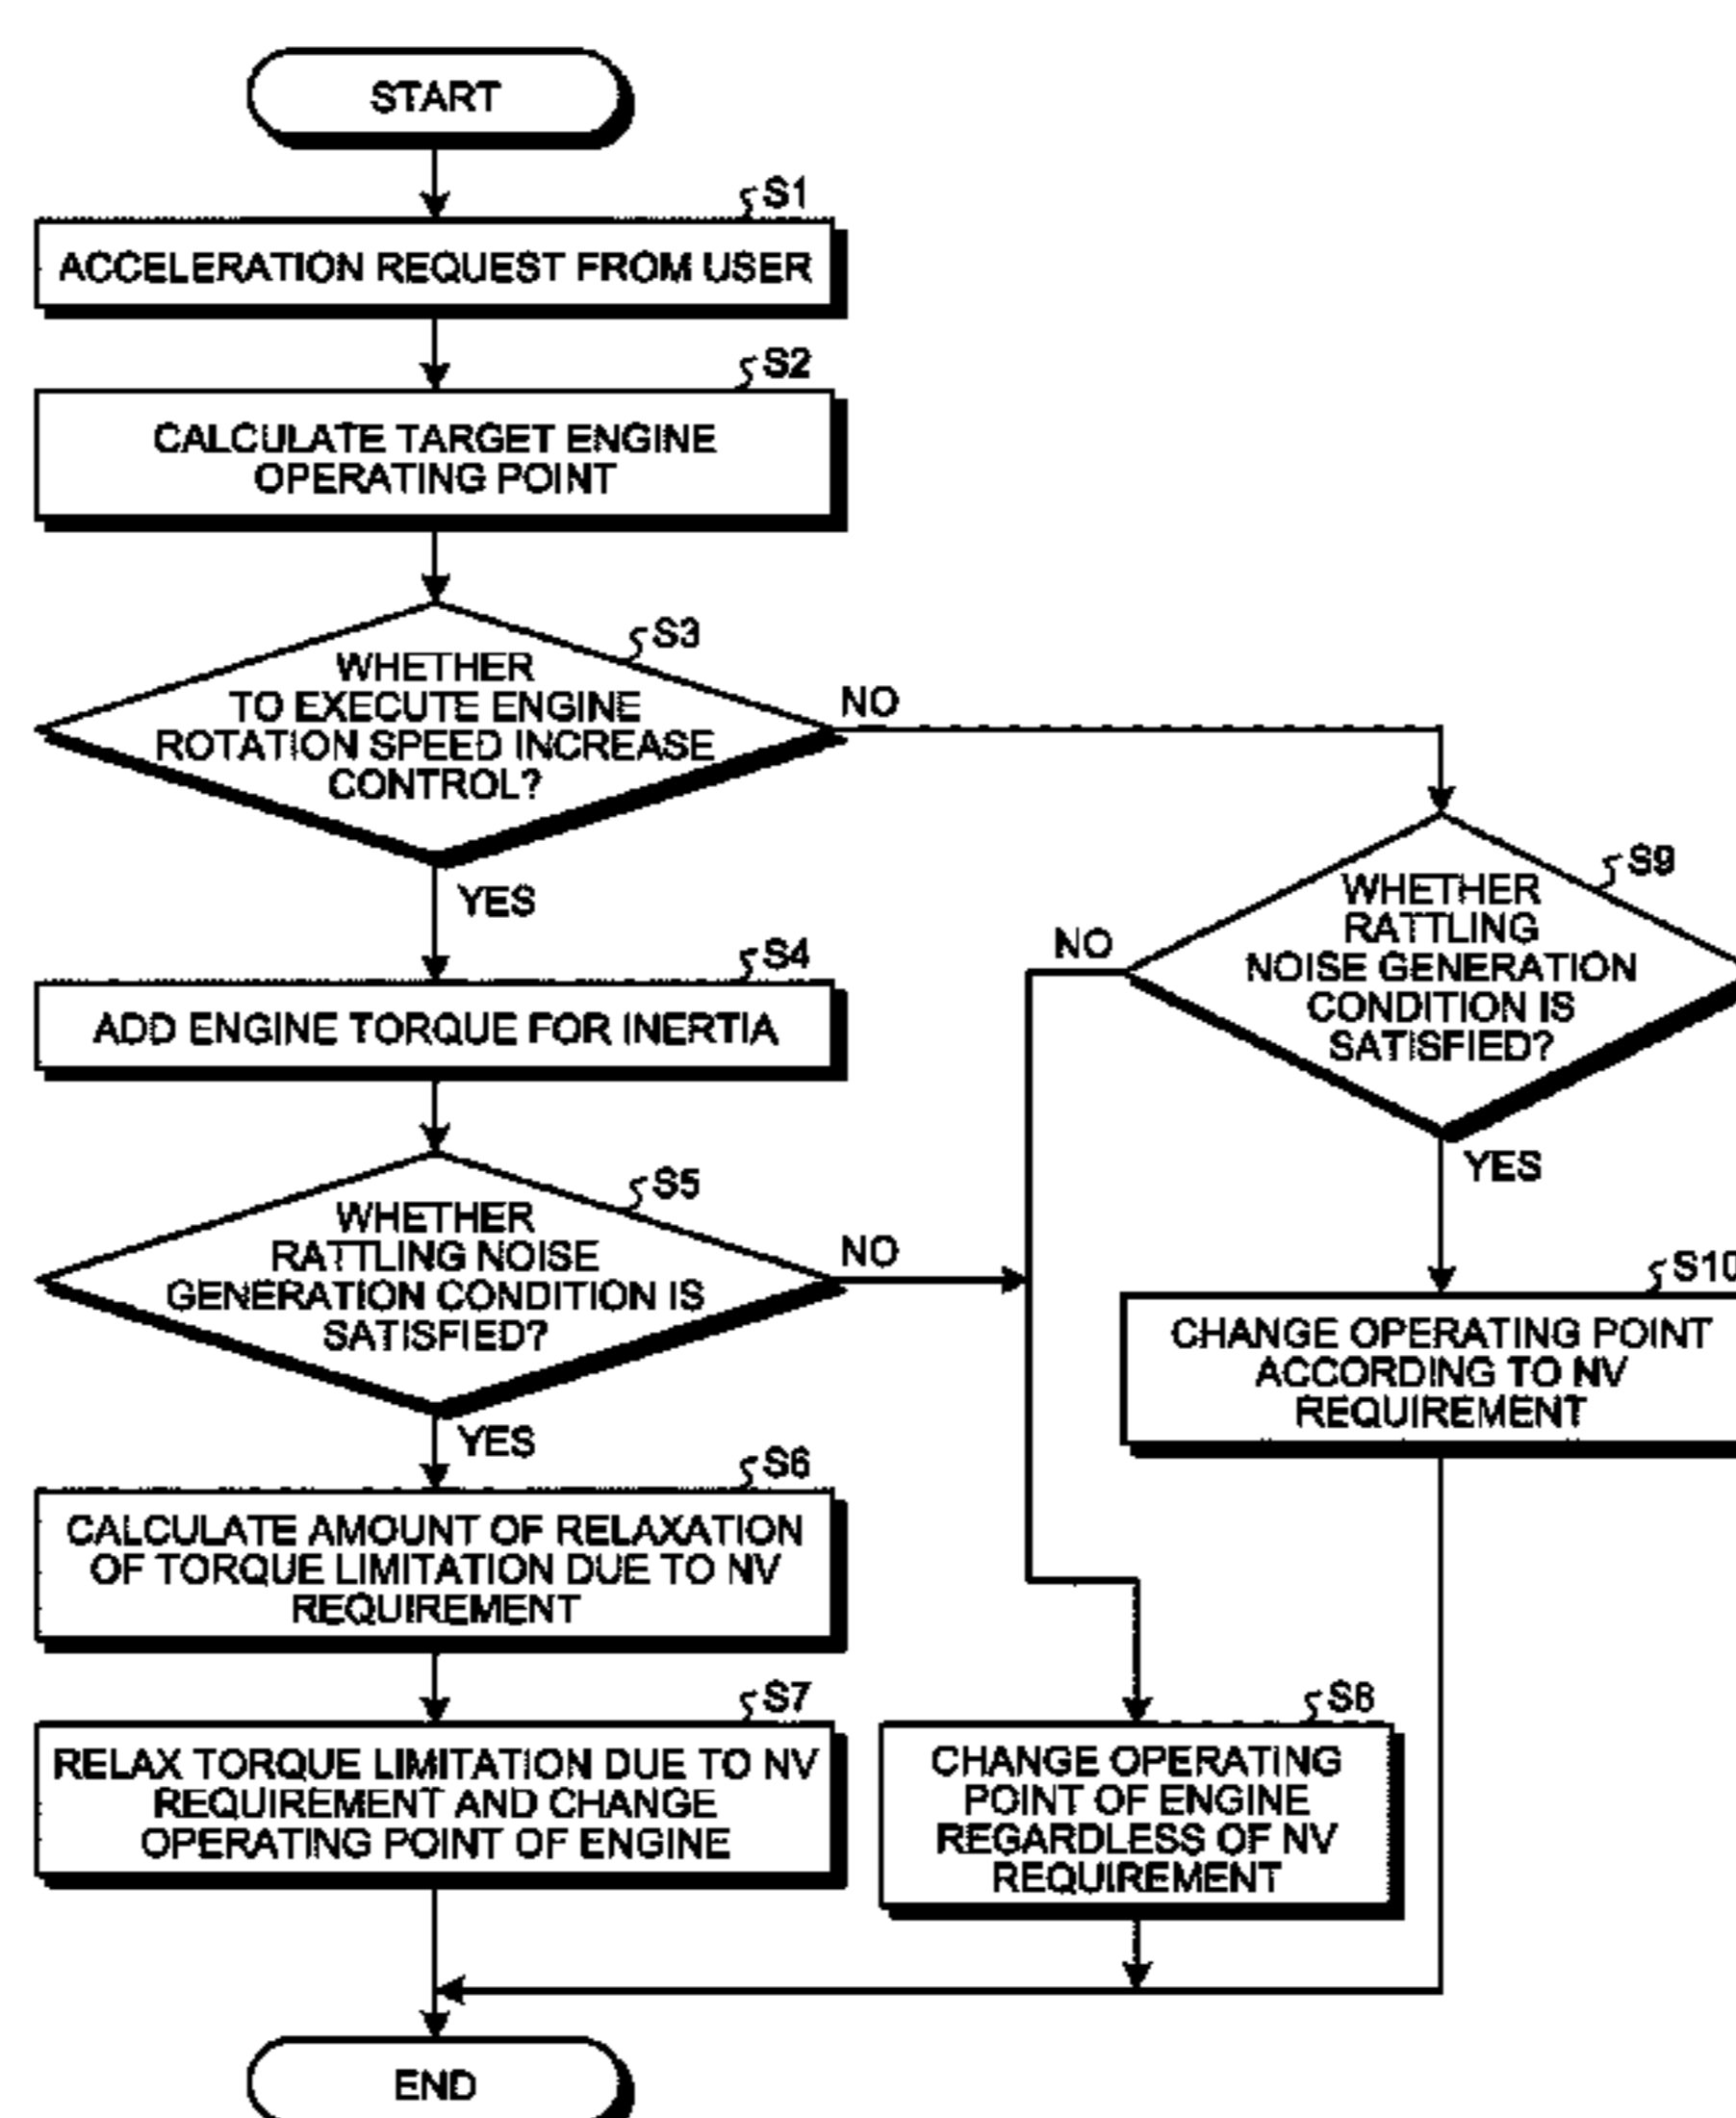 START
S1
ACCELERATION REQUEST FROM USER
S2
CALCULATE TARGET ENGINE
OPERATING POINT
S3
WHETHER
TO EXECUTE ENGINE
ROTATION SPEED INCREASE
CONTROL?
NO
YES
S9
WHETHER
RATTLING
NOISE GENERATION
CONDITION IS
SATISFIED?
NO
YES
S4
ADD ENGINE TORQUE FOR INERTIA
S5
WHETHER
RATTLING NOISE
GENERATION CONDITION IS
SATISFIED?
NO
YES
S10
CHANGE OPERATING POINT
ACCORDING TO NV
REQUIREMENT
S6
CALCULATE AMOUNT OF RELAXATION
OF TORQUE LIMITATION DUE TO NV
REQUIREMENT
S7
RELAX TORQUE LIMITATION DUE TO NV
REQUIREMENT AND CHANGE
OPERATING POINT OF ENGINE
S8
CHANGE OPERATING
POINT OF ENGINE
REGARDLESS OF NV
REQUIREMENT
END